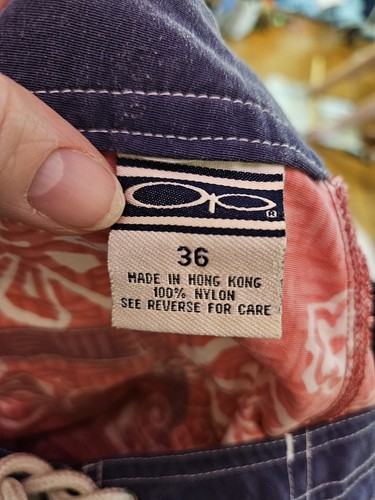 Op ®
36
MADE IN HONG KONG
100% NYLON
SEE REVERSE FOR CARE